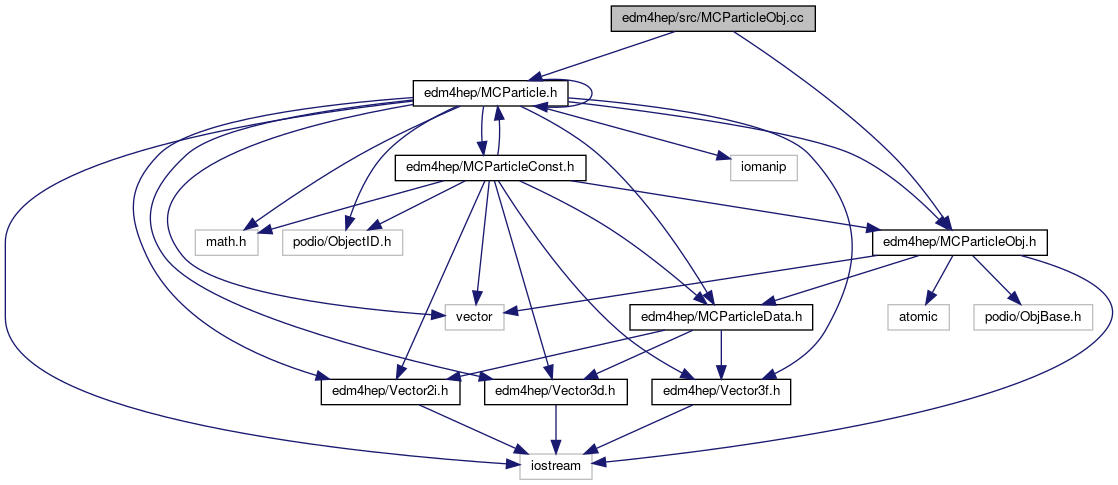 edm4hep/src/MCParticleObj.cc
edm4hep/MCParticle.h
edm4hep/MCParticleConst.h
iomanip
math.h
podio/ObjectID.h
edm4hep/MCParticleObj.h
vector
edm4hep/MCParticleData.h
atomic
podio/ObjBase.h
edm4hep/Vector2i.h
edm4hep/Vector3d.h
edm4hep/Vector3f.h
iostream